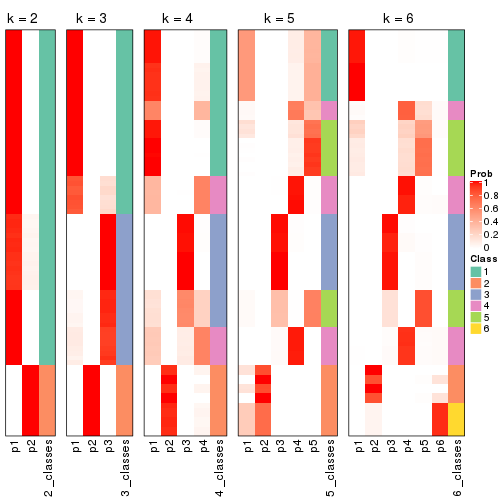 k = 2
k = 3
k = 4
k = 5
k = 6
p1
p2
2_classes
p1
p2
p3
3_classes
p1
p2
p3
p4
4_classes
p1
p2
p3
p4
p5
5_classes
p1
p2
p3
p4
p5
p6
6_classes
Prob
1
0.8
0.6
0.4
0.2
0
Class
1
2
3
4
5
6